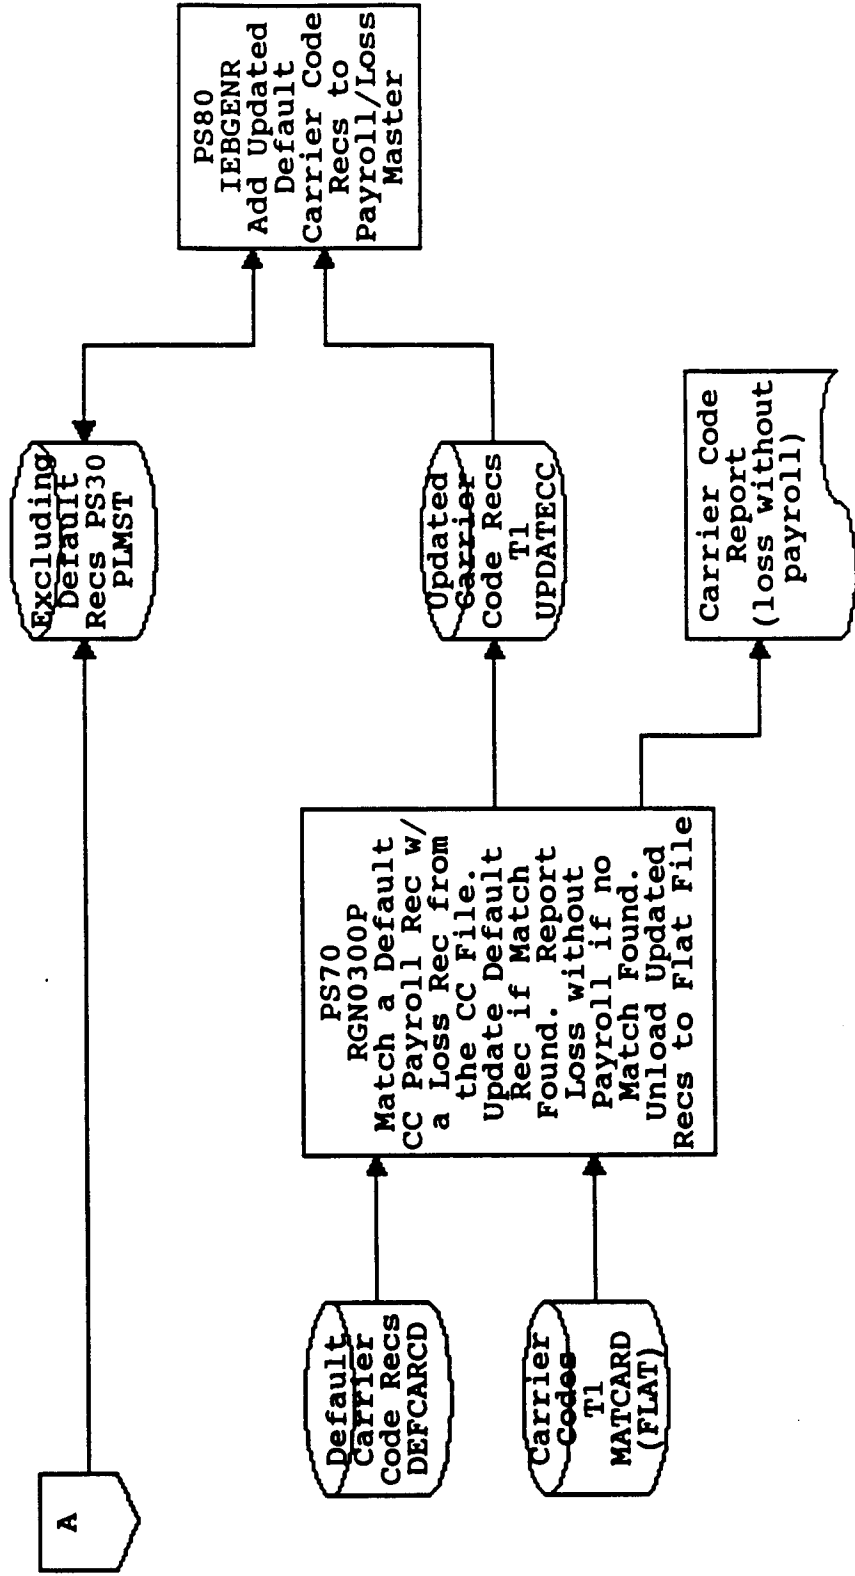 A
Excluding
Default
Recs PS30
PLMST
PS80
IEBGENR
Add Updated
Default
Carrier Code
Recs to
Payroll/Loss
Master
Default
Carrier
Code Recs
DEFCARCD
Carrier
Codes
T1
MATCARD
(FLAT)
PS70
RGN0300P
Match a Default
CC Payroll Rec w/
a Loss Rec from
the CC File.
Update Default
Rec if Match
Found. Report
Loss without
Payroll if no
Match Found.
Unload Updated
Recs to Flat File
Updated
Carrier
Code Recs
T1
UPDATECC
Carrier Code
Report
(loss without
payroll)